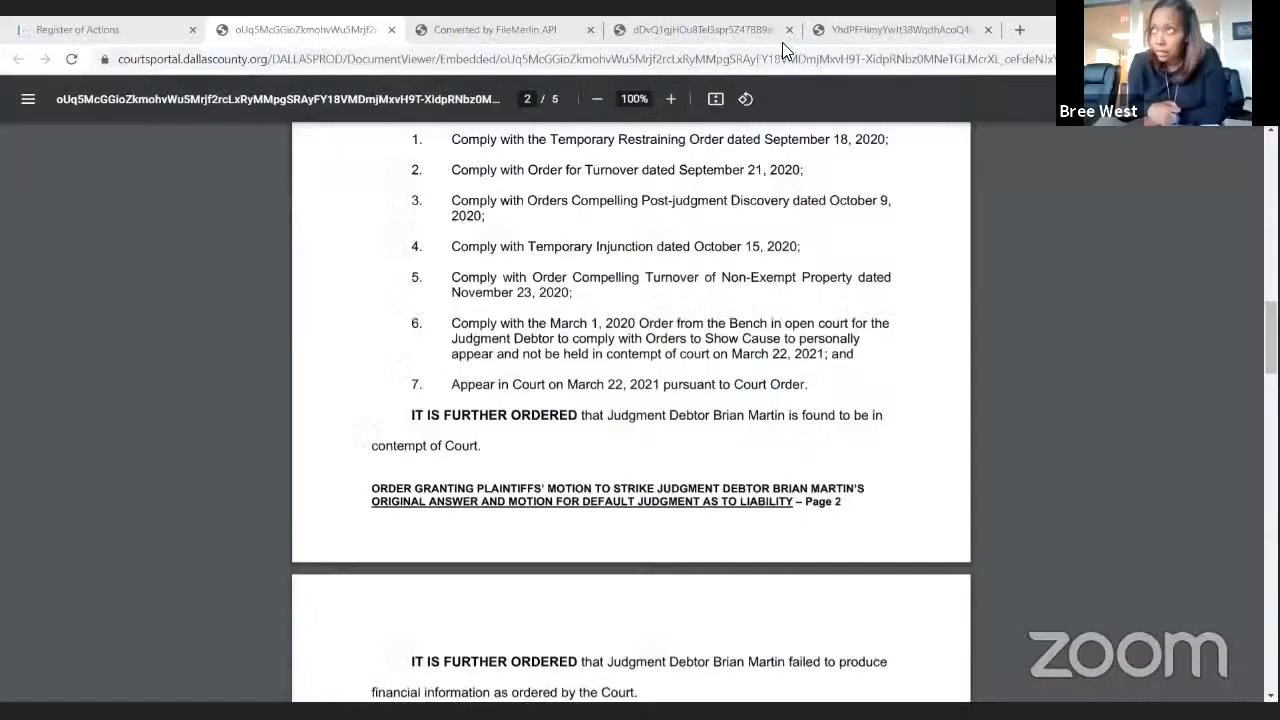 Register of Actions
oUq5McGGioZkmohvWu5Mrjf2
Converted by FileMerlin API
dDvQ1gjHOu8Tel3spr5Z47BB9a
YhdPFHimyYwJt38WqdhAcoQ4
courtsportal.dallascounty.org/DALLASPROD/DocumentViewer/Embedded/
oUq5McGGioZkmohvWu5Mrjf2rcLxRyMMpgSRAyFY18VMDmjMxvH9T-XidpRNbz0M...
2 / 5
100%
Bree West
1. Comply with the Temporary Restraining Order dated September 18, 2020;
2. Comply with Order for Turnover dated September 21, 2020;
3. Comply with Orders Compelling Post-judgment Discovery dated October 9,
2020;
4. Comply with Temporary Injunction dated October 15, 2020;
5. Comply with Order Compelling Turnover of Non-Exempt Property dated
November 23, 2020;
6. Comply with the March 1, 2020 Order from the Bench in open court for the
Judgment Debtor to comply with Orders to Show Cause to personally
appear and not be held in contempt of court on March 22, 2021; and
7. Appear in Court on March 22, 2021 pursuant to Court Order.
IT IS FURTHER ORDERED that Judgment Debtor Brian Martin is found to be in
contempt of Court.
ORDER GRANTING PLAINTIFFS' MOTION TO STRIKE JUDGMENT DEBTOR BRIAN MARTIN'S
ORIGINAL ANSWER AND MOTION FOR DEFAULT JUDGMENT AS TO LIABILITY – Page 2
IT IS FURTHER ORDERED that Judgment Debtor Brian Martin failed to produce
financial information as ordered by the Court.
zoom